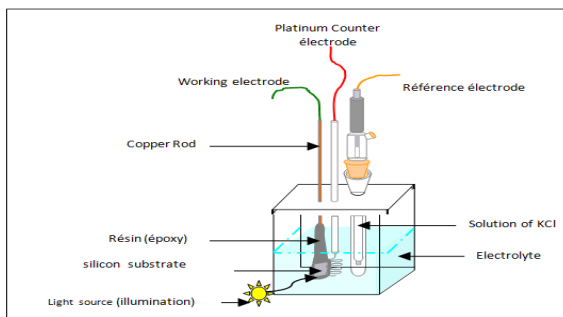 Platinum Counter
électrode
Working electrode
Référence électrode
Copper Rod
Solution of KCl
Résin (époxy)
Electrolyte
silicon substrate
Light source (illumination)